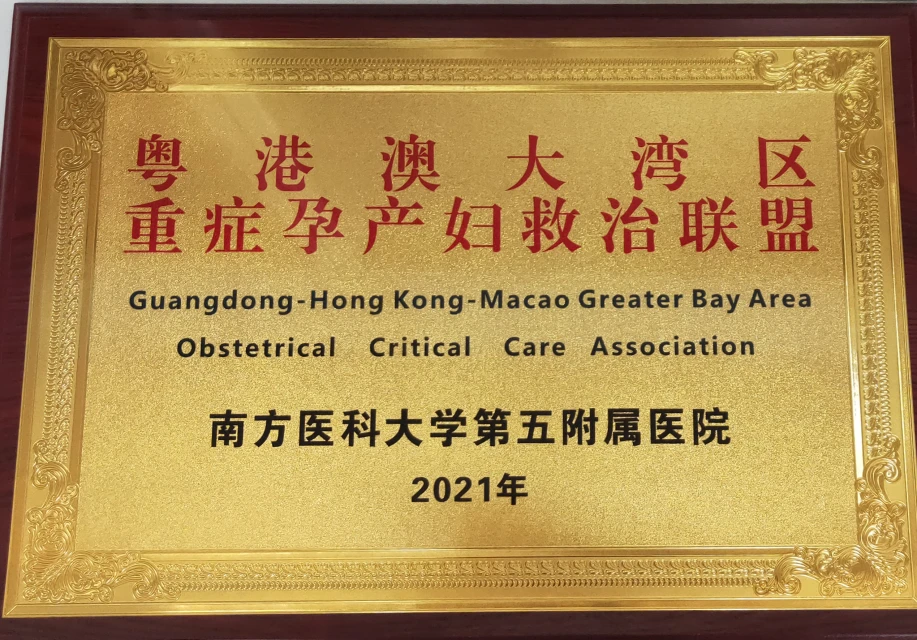 粤港澳大湾区
重症孕产妇救治联盟
Guangdong-Hong Kong-Macao Greater Bay Area
Obstetrical Critical Care Association
南方医科大学第五附属医院
2021年